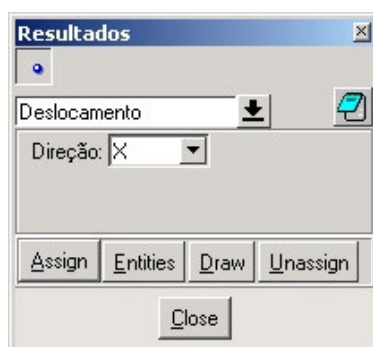 Resultados
Deslocamento
Direção: X
Assign Entities Draw Unassign
Close